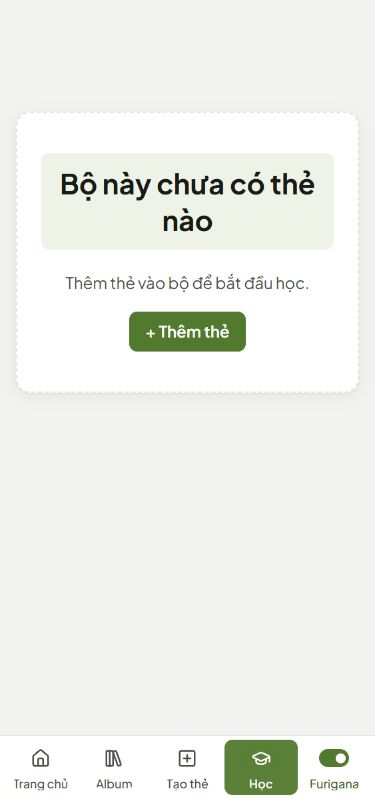 Bộ này chưa có thẻ
nào
Thêm thẻ vào bộ để bắt đầu học.
+ Thêm thẻ
Trang chủ
Album
Tạo thẻ
Học
Furigana